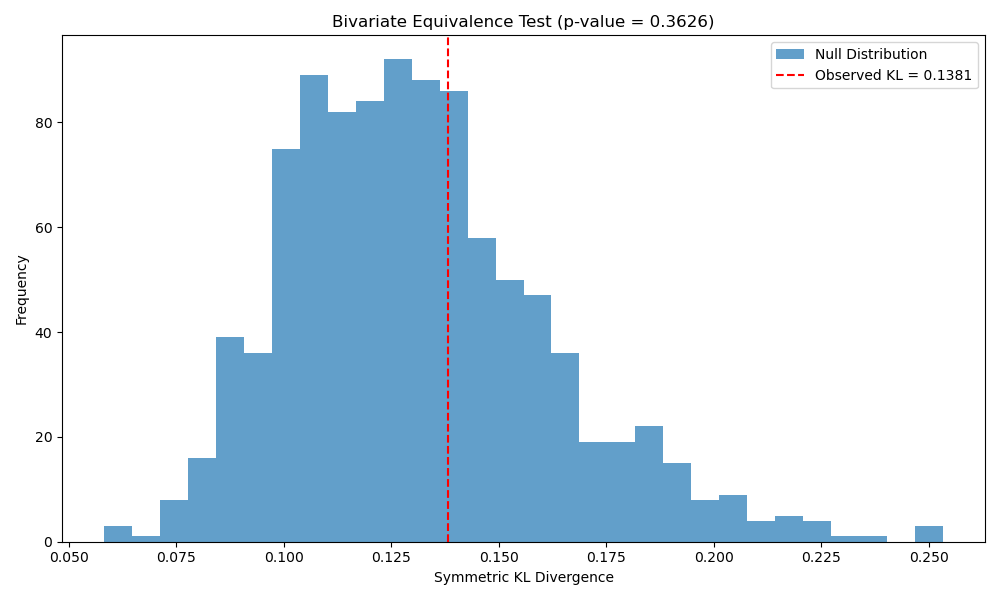 Bivariate Equivalence Test (p-value = 0.3626)
Null Distribution
Observed KL = 0.1381
Frequency
80
60
40
20
0
0.050 0.075 0.100 0.125 0.150 0.175 0.200 0.225 0.250
Symmetric KL Divergence